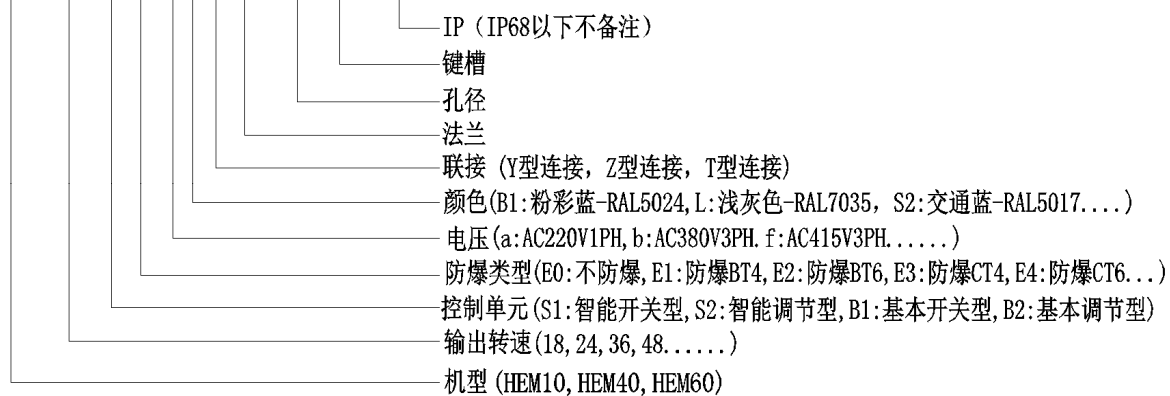 IP（IP68以下不备注）
键槽
孔径
法兰
联接 (Y型连接, Z型连接, T型连接)
颜色(B1:粉彩蓝-RAL5024,L:浅灰色-RAL7035, S2:交通蓝-RAL5017....)
电压(a:AC220V1PH,b:AC380V3PH.f:AC415V3PH......)
防爆类型(E0:不防爆,E1:防爆BT4,E2:防爆BT6,E3:防爆CT4,E4:防爆CT6...)
控制单元(S1:智能开关型,S2:智能调节型,B1:基本开关型,B2:基本调节型)
输出转速(18,24,36,48......)
机型(HEM10,HEM40,HEM60)